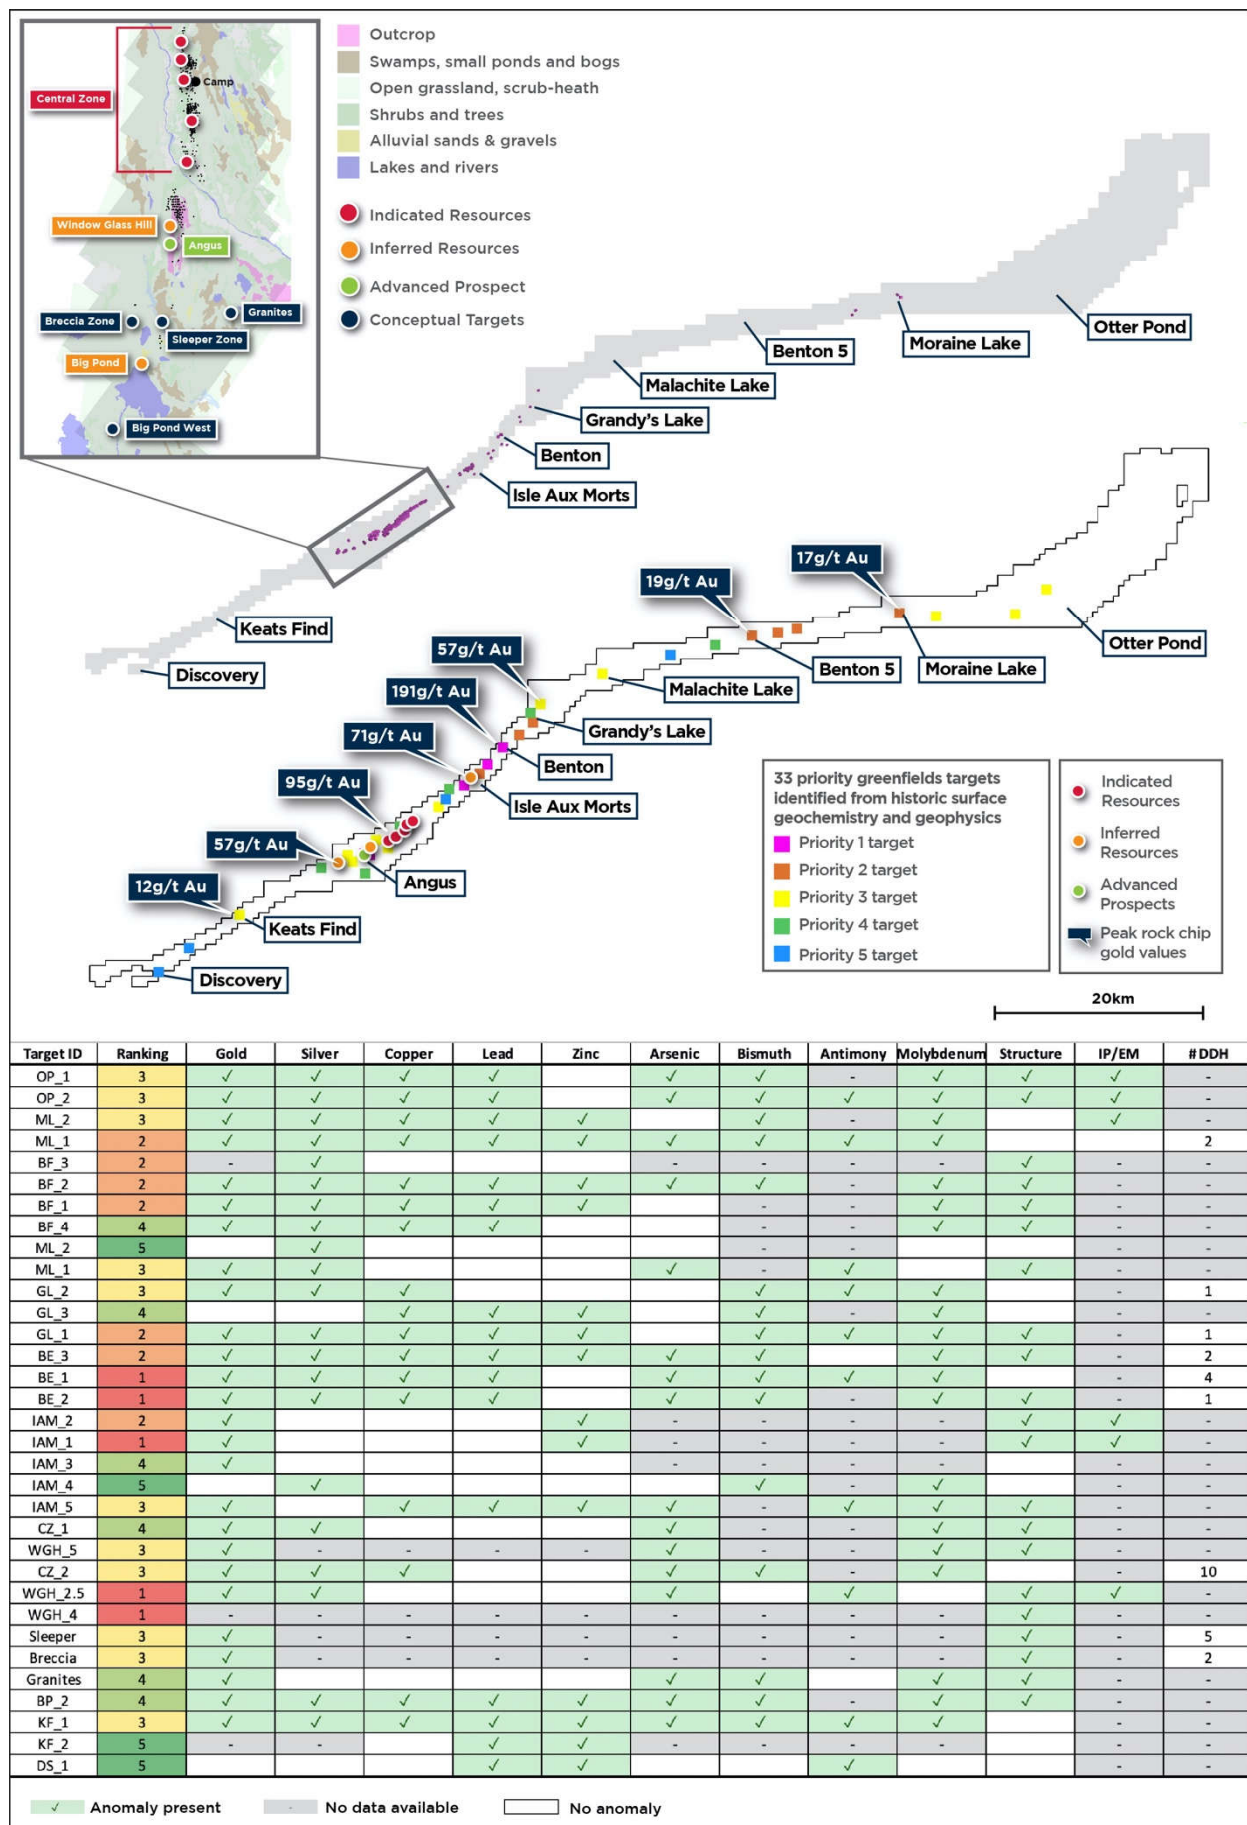 Central Zone
Camp
Window Glass Hill
Angus
Breccia Zone
Granites
Sleeper Zone
Big Pond
Big Pond West
Outcrop
Swamps, small ponds and bogs
Open grassland, scrub-heath
Shrubs and trees
Alluvial sands & gravels
Lakes and rivers
Indicated Resources
Inferred Resources
Advanced Prospect
Conceptual Targets
Otter Pond
Moraine Lake
Benton 5
Malachite Lake
Grandy's Lake
Benton
Isle Aux Morts
Keats Find
Discovery
17g/t Au
19g/t Au
57g/t Au
191g/t Au
71g/t Au
95g/t Au
57g/t Au
12g/t Au
Otter Pond
Moraine Lake
Benton 5
Malachite Lake
Grandy's Lake
Benton
Isle Aux Morts
Angus
Keats Find
Discovery
33 priority greenfields targets
identified from historic surface
geochemistry and geophysics
Priority 1 target
Priority 2 target
Priority 3 target
Priority 4 target
Priority 5 target
Indicated
Resources
Inferred
Resources
Advanced
Prospects
Peak rock chip
gold values
20km
Target ID Ranking Gold Silver Copper Lead Zinc Arsenic Bismuth Antimony Molybdenum Structure IP/EM # DDH
OP_1 3 ✓ ✓ ✓ ✓ ✓ ✓ - ✓ ✓ ✓ -
OP_2 3 ✓ ✓ ✓ ✓ ✓ ✓ ✓ ✓ ✓ ✓ -
ML_2 3 ✓ ✓ ✓ ✓ ✓ ✓ - ✓ ✓ -
ML_1 2 ✓ ✓ ✓ ✓ ✓ ✓ ✓ ✓ ✓ 2
BF_3 2 - ✓ - - - - ✓ - -
BF_2 2 ✓ ✓ ✓ ✓ ✓ ✓ ✓ - ✓ ✓ - -
BF_1 2 ✓ ✓ ✓ ✓ ✓ - - ✓ ✓ - -
BF_4 4 ✓ ✓ ✓ ✓ - - ✓ ✓ - -
ML_2 5 ✓ - - - -
ML_1 3 ✓ ✓ ✓ - ✓ ✓ - -
GL_2 3 ✓ ✓ ✓ ✓ ✓ ✓ - 1
GL_3 4 ✓ ✓ ✓ ✓ - ✓ - -
GL_1 2 ✓ ✓ ✓ ✓ ✓ ✓ ✓ ✓ ✓ - 1
BE_3 2 ✓ ✓ ✓ ✓ ✓ ✓ ✓ ✓ ✓ - 2
BE_1 1 ✓ ✓ ✓ ✓ ✓ ✓ ✓ ✓ - 4
BE_2 1 ✓ ✓ ✓ ✓ ✓ ✓ - ✓ ✓ - 1
IAM_2 2 ✓ ✓ - - - - ✓ ✓ -
IAM_1 1 ✓ ✓ - - - - ✓ ✓ -
IAM_3 4 ✓ - - - - - -
IAM_4 5 ✓ ✓ - ✓ - -
IAM_5 3 ✓ ✓ ✓ ✓ ✓ - ✓ ✓ ✓ - -
CZ_1 4 ✓ ✓ ✓ - - ✓ ✓ - -
WGH_5 3 ✓ - - - - ✓ - - ✓ ✓ - -
CZ_2 3 ✓ ✓ ✓ ✓ ✓ - ✓ - 10
WGH_2.5 1 ✓ ✓ ✓ - ✓ ✓ ✓ -
WGH_4 1 - - - - - - - - - ✓ - -
Sleeper 3 ✓ - - - - - - - - ✓ - 5
Breccia 3 ✓ - - - - - - - - ✓ - 2
Granites 4 ✓ ✓ ✓ ✓ ✓ - -
BP_2 4 ✓ ✓ ✓ ✓ ✓ ✓ ✓ - ✓ ✓ - -
KF_1 3 ✓ ✓ ✓ ✓ ✓ ✓ ✓ ✓ ✓ - -
KF_2 5 - - ✓ ✓ - - - - - -
DS_1 5 ✓ ✓ ✓ - -
✓ Anomaly present - No data available No anomaly